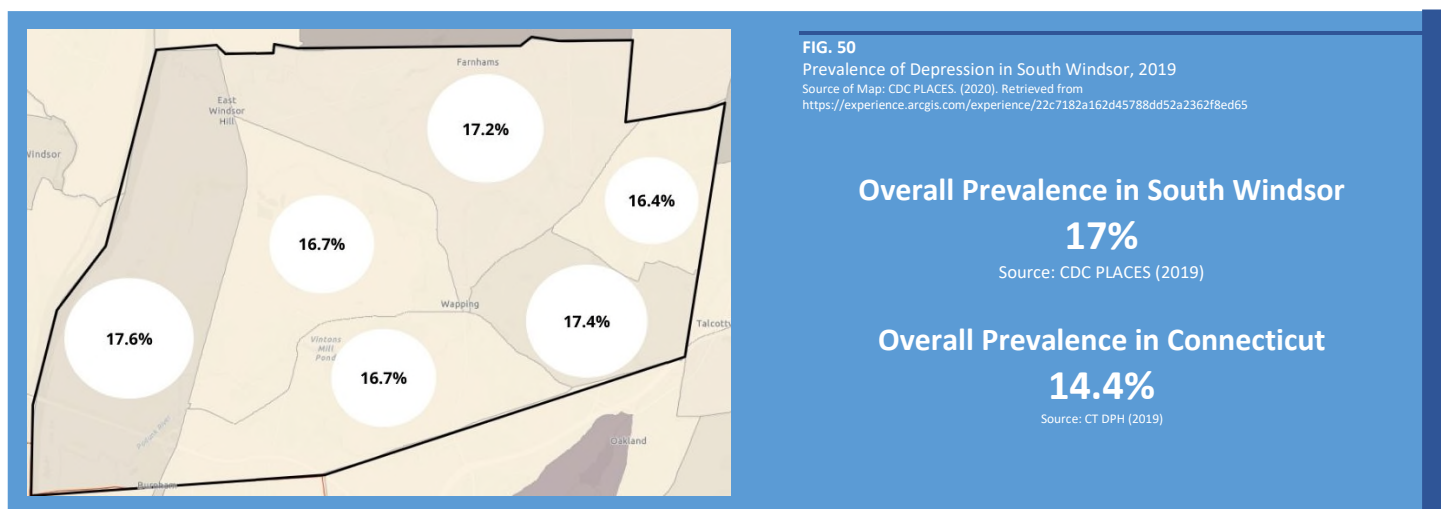 Farnhams
East
Windsor
Hill
17.2%
Windsor
16.4%
16.7%
Wapping
17.4%
Talcotty
17.6%
Vintons
Mill
Pond
16.7%
Oakland
Burnham
FIG. 50
Prevalence of Depression in South Windsor, 2019
Source of Map: CDC PLACES. (2020). Retrieved from
https://experience.arcgis.com/experience/22c7182a162d45788dd52a2362f8ed65
Overall Prevalence in South Windsor
17%
Source: CDC PLACES (2019)
Overall Prevalence in Connecticut
14.4%
Source: CT DPH (2019)